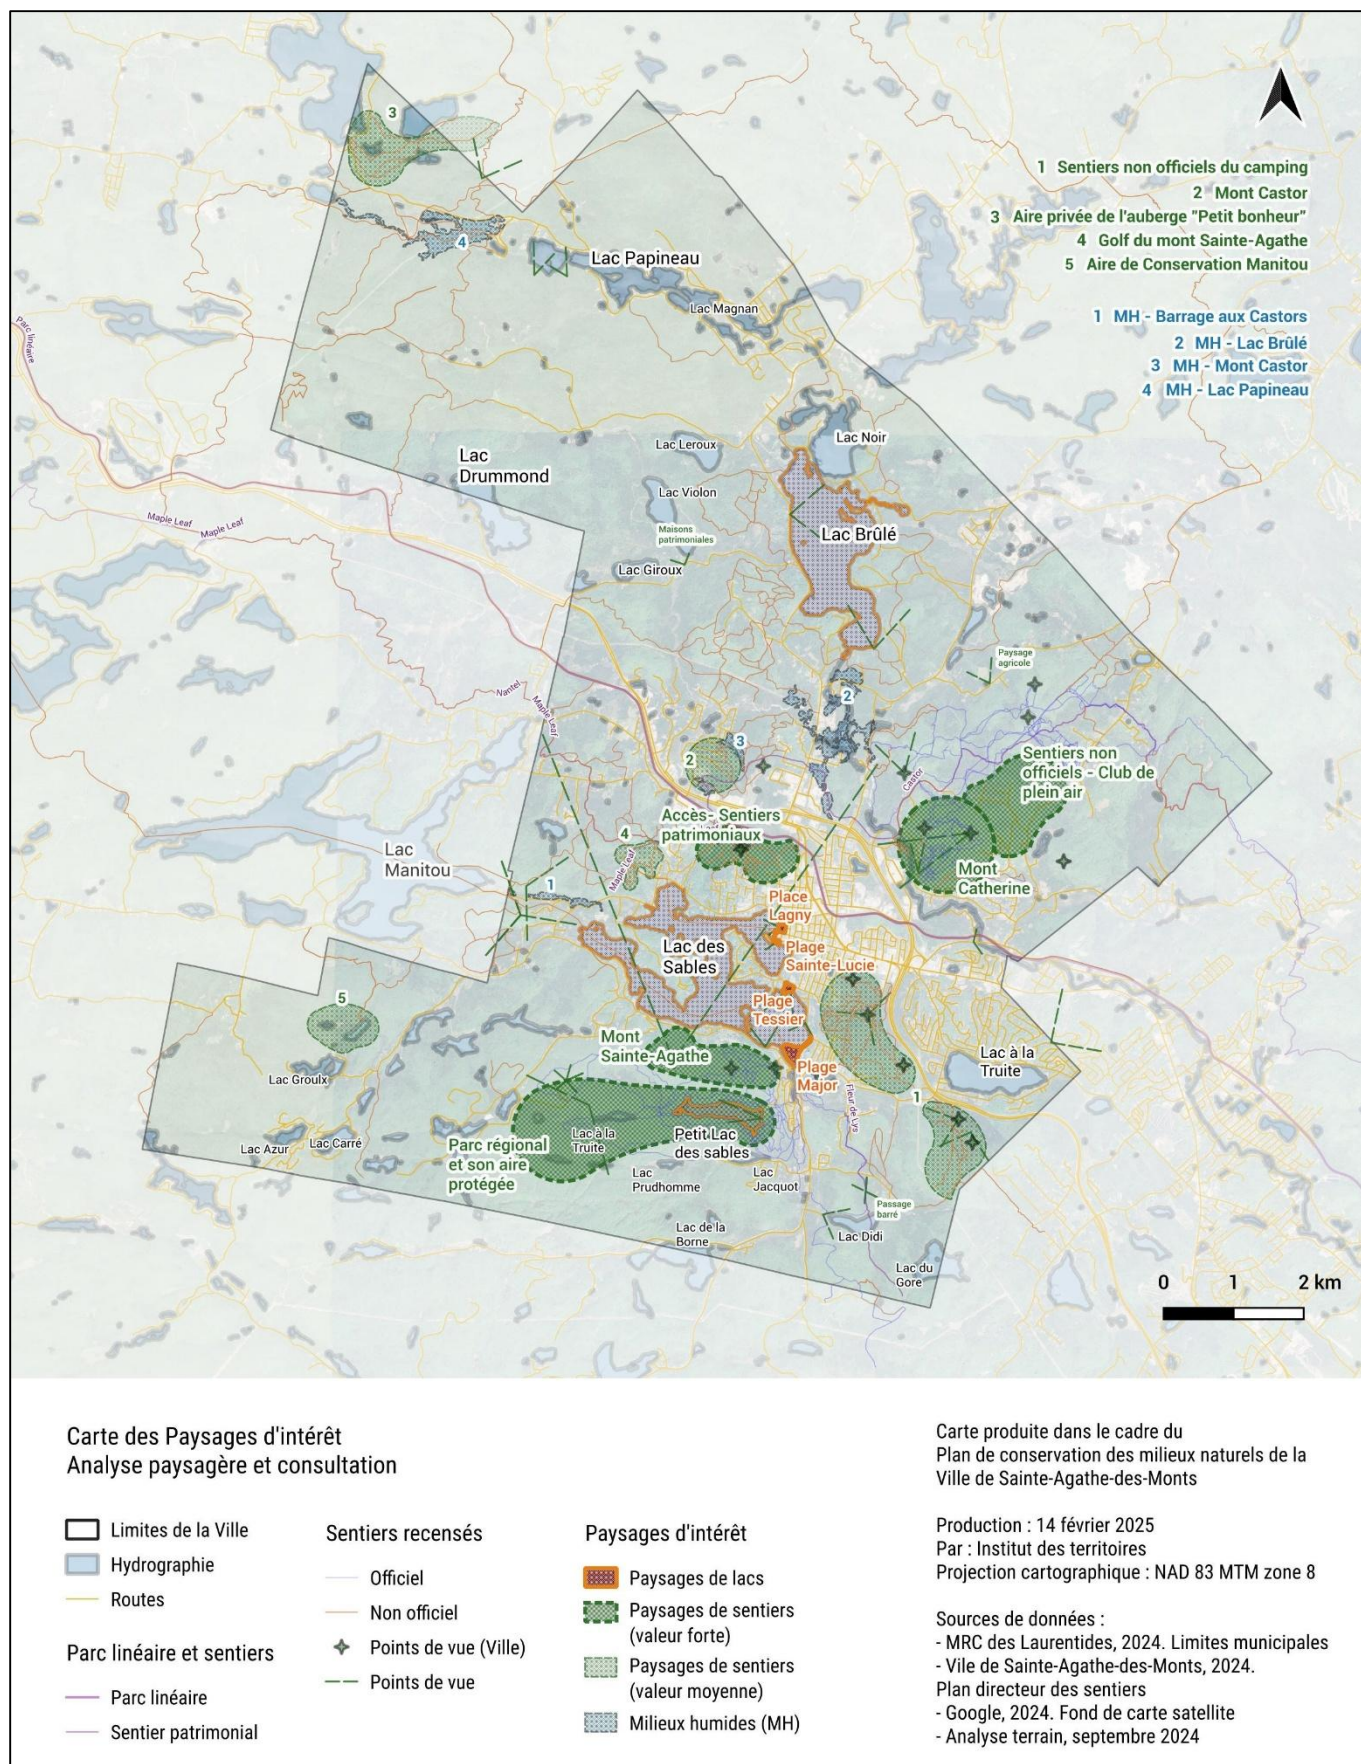 3
1 Sentiers non officiels du camping
2 Mont Castor
3 Aire privée de l'auberge "Petit bonheur"
4 Golf du mont Sainte-Agathe
5 Aire de Conservation Manitou
1 MH - Barrage aux Castors
2 MH - Lac Brûlé
3 MH - Mont Castor
4 MH - Lac Papineau
4
Lac Papineau
Lac Magnan
Parc linéaire
Lac Noir
Lac Leroux
Lac
Drummond
Lac Violon
Maple Leaf
Maple Leaf
Maisons
patrimoniales
Lac Brûlé
Lac Giroux
Paysage
agricole
Nantel
Maple Leaf
2
3
2
Castor
Sentiers non
officiels - Club de
plein air
Accès- Sentiers
patrimoniaux
4
Maple Leaf
Lac
Manitou
Mont
Catherine
1
Place
Lagny
Lac des
Sables
Plage
Sainte-Lucie
5
Plage
Tessier
Mont
Sainte-Agathe
Lac à la
Truite
Plage
Major
Lac Groulx
Fleur de Lys
1
Lac Azur
Lac Carré
Parc régional
et son aire
protégée
Lac à la
Truite
Petit Lac
des sables
Lac
Prudhomme
Lac
Jacquot
Passage
barré
Lac de la
Borne
Lac Didi
Lac du
Gore
0 1 2 km
Carte des Paysages d'intérêt
Analyse paysagère et consultation
Limites de la Ville
Hydrographie
Routes
Parc linéaire et sentiers
Parc linéaire
Sentier patrimonial
Sentiers recensés
Officiel
Non officiel
Points de vue (Ville)
Points de vue
Paysages d'intérêt
Paysages de lacs
Paysages de sentiers
(valeur forte)
Paysages de sentiers
(valeur moyenne)
Milieux humides (MH)
Carte produite dans le cadre du
Plan de conservation des milieux naturels de la
Ville de Sainte-Agathe-des-Monts
Production : 14 février 2025
Par : Institut des territoires
Projection cartographique : NAD 83 MTM zone 8
Sources de données :
- MRC des Laurentides, 2024. Limites municipales
- Vile de Sainte-Agathe-des-Monts, 2024.
Plan directeur des sentiers
- Google, 2024. Fond de carte satellite
- Analyse terrain, septembre 2024